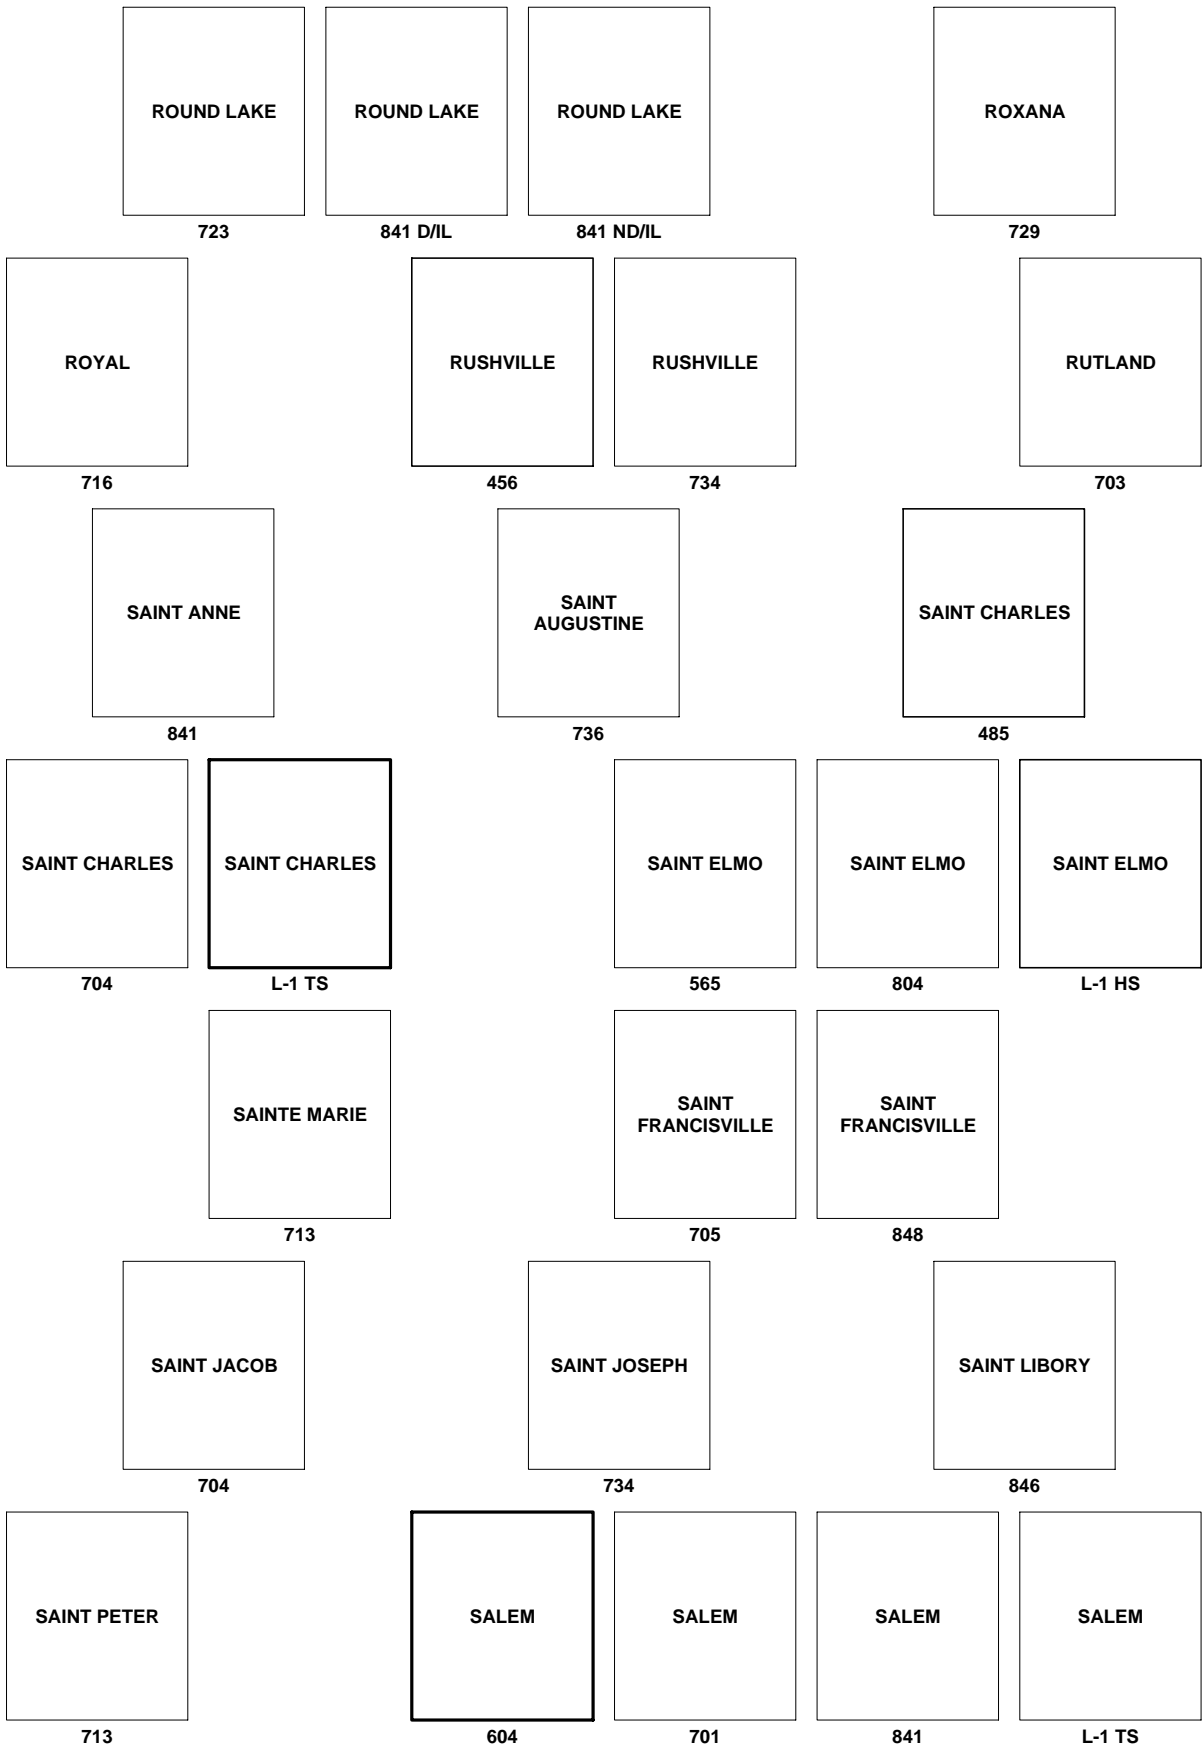 ROUND LAKE ROUND LAKE ROUND LAKE ROXANA
723 841 D/IL 841 ND/IL 729
ROYAL RUSHVILLE RUSHVILLE RUTLAND
716 456 734 703
SAINT ANNE SAINT AUGUSTINE SAINT CHARLES
841 736 485
SAINT CHARLES SAINT CHARLES SAINT ELMO SAINT ELMO SAINT ELMO
704 L-1 TS 565 804 L-1 HS
SAINTE MARIE SAINT FRANCISVILLE SAINT FRANCISVILLE
713 705 848
SAINT JACOB SAINT JOSEPH SAINT LIBORY
704 734 846
SAINT PETER SALEM SALEM SALEM SALEM
713 604 701 841 L-1 TS